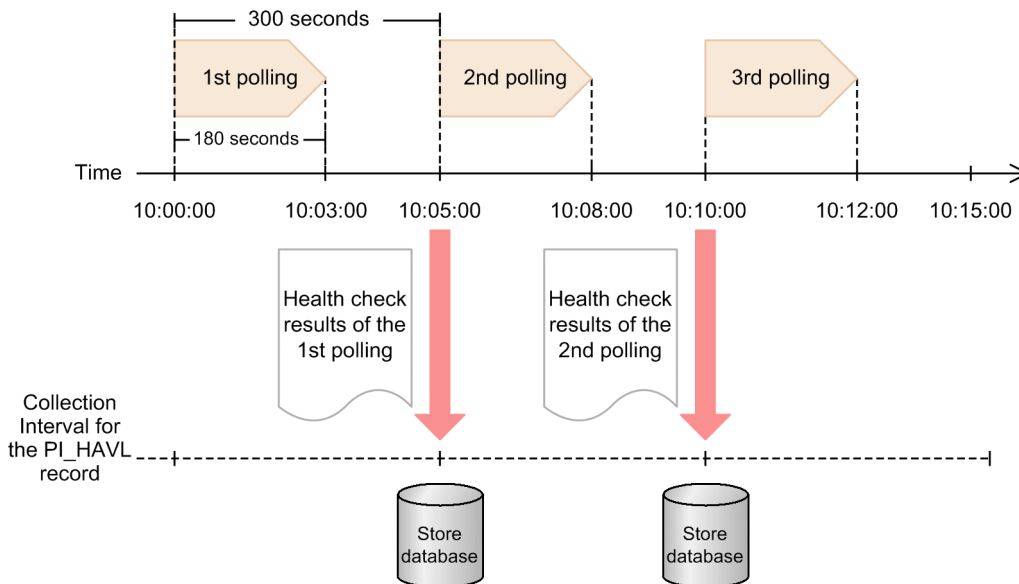 300 seconds
1st polling
2nd polling
3rd polling
180 seconds
Time
10:00:00
10:03:00
10:05:00
10:08:00
10:10:00
10:12:00
10:15:00
Health check
results of the
1st polling
Health check
results of the
2nd polling
Collection
Interval for
the PI_HAVL
record
Store
database
Store
database